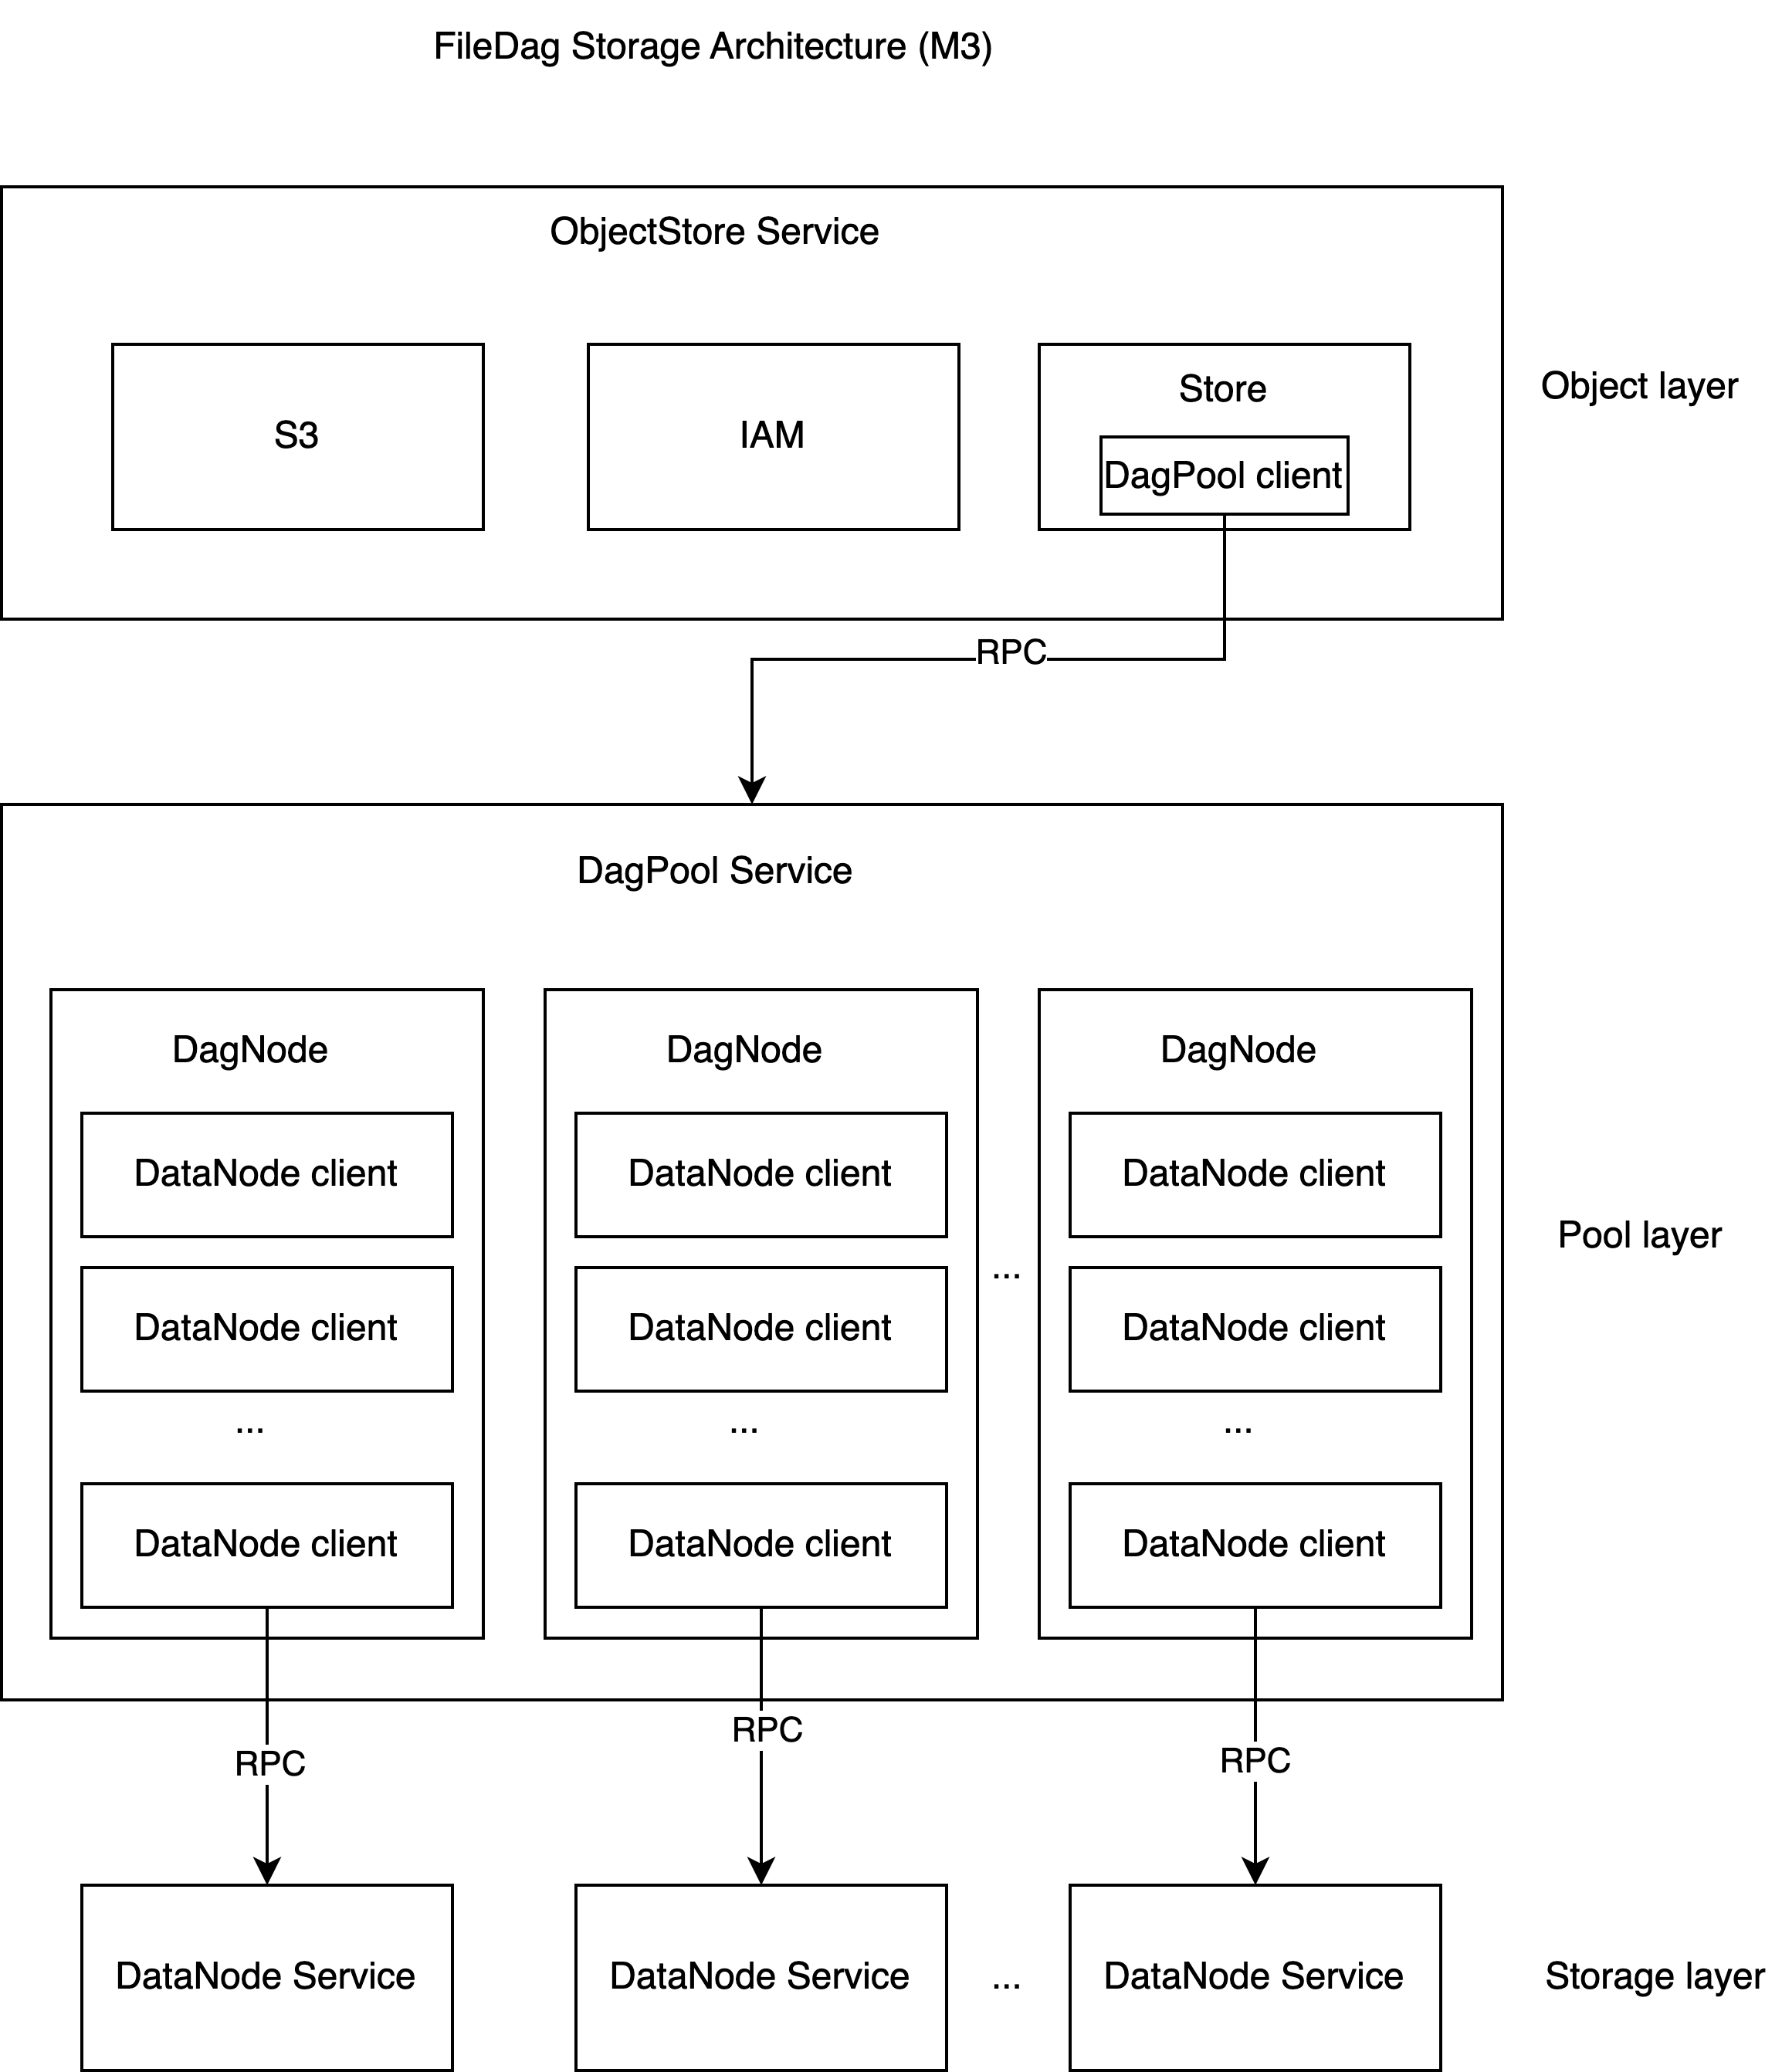 FileDag Storage Architecture (M3)
ObjectStore Service
S3
IAM
Store
DagPool client
Object layer
RPC
DagPool Service
DagNode
DataNode client
DataNode client
...
DataNode client
DagNode
DataNode client
DataNode client
...
DataNode client
...
DagNode
DataNode client
DataNode client
...
DataNode client
Pool layer
RPC
RPC
RPC
DataNode Service
DataNode Service
...
DataNode Service
Storage layer